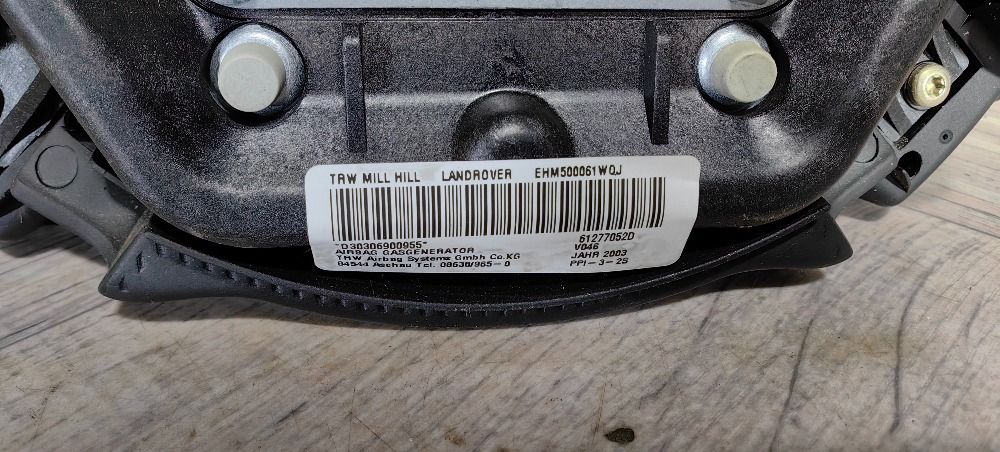 TRW MILL HILL LANDROVER EHM500061WQJ
"D30306900955" 61277052D
AIRBAG GASGENERATOR V046
TRW Airbag Systems Gmbh Co.KG JAHR 2003
84544 Aschau Tel. 08638/965-0 PPI-3-2S